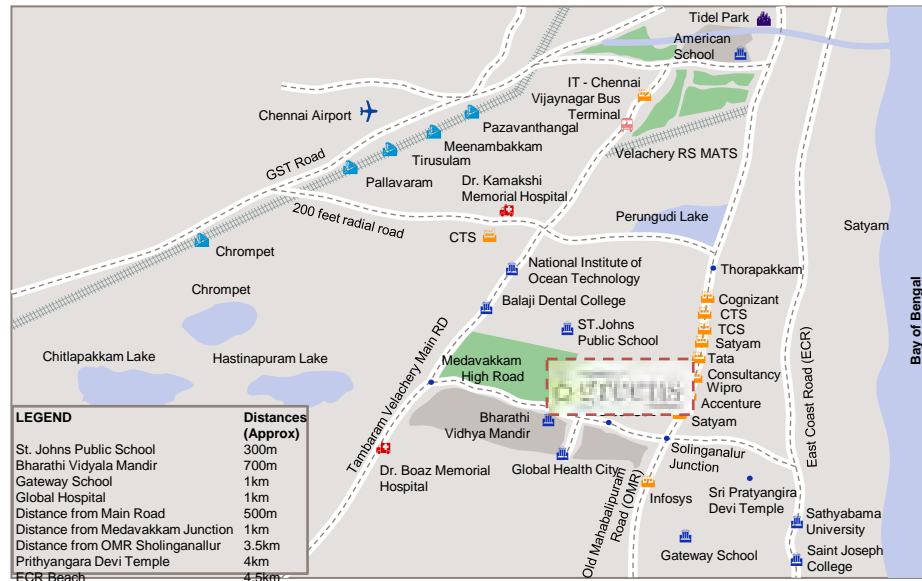 Tidel Park
American
School
IT - Chennai
Vijaynagar Bus
Terminal
Chennai Airport
Pazavanthangal
Meenambakkam
Tirusulam
Pallavaram
Velachery RS MATS
GST Road
Dr. Kamakshi
Memorial Hospital
200 feet radial road
Perungudi Lake
Satyam
CTS
Chrompet
National Institute of
Ocean Technology
Thorapakkam
Chrompet
Balaji Dental College
Cognizant
CTS
TCS
Satyam
ST.Johns
Public School
Bay of Bengal
Chitlapakkam Lake
Hastinapuram Lake
Medavakkam
High Road
Tata
Consultancy
Wipro
Accenture
Satyam
greens
East Coast Road (ECR)
Tambaram Velachery Main RD
Bharathi
Vidhya Mandir
Solinganalur
Junction
Dr. Boaz Memorial
Hospital
Global Health City
Old Mahabalipuram
Road (OMR)
Infosys
Sri Pratyangira
Devi Temple
Sathyabama
University
Gateway School
Saint Joseph
College
LEGEND Distances
(Approx)
St. Johns Public School 300m
Bharathi Vidyala Mandir 700m
Gateway School 1km
Global Hospital 1km
Distance from Main Road 500m
Distance from Medavakkam Junction 1km
Distance from OMR Sholinganallur 3.5km
Prithyangara Devi Temple 4km
ECR Beach 4.5km